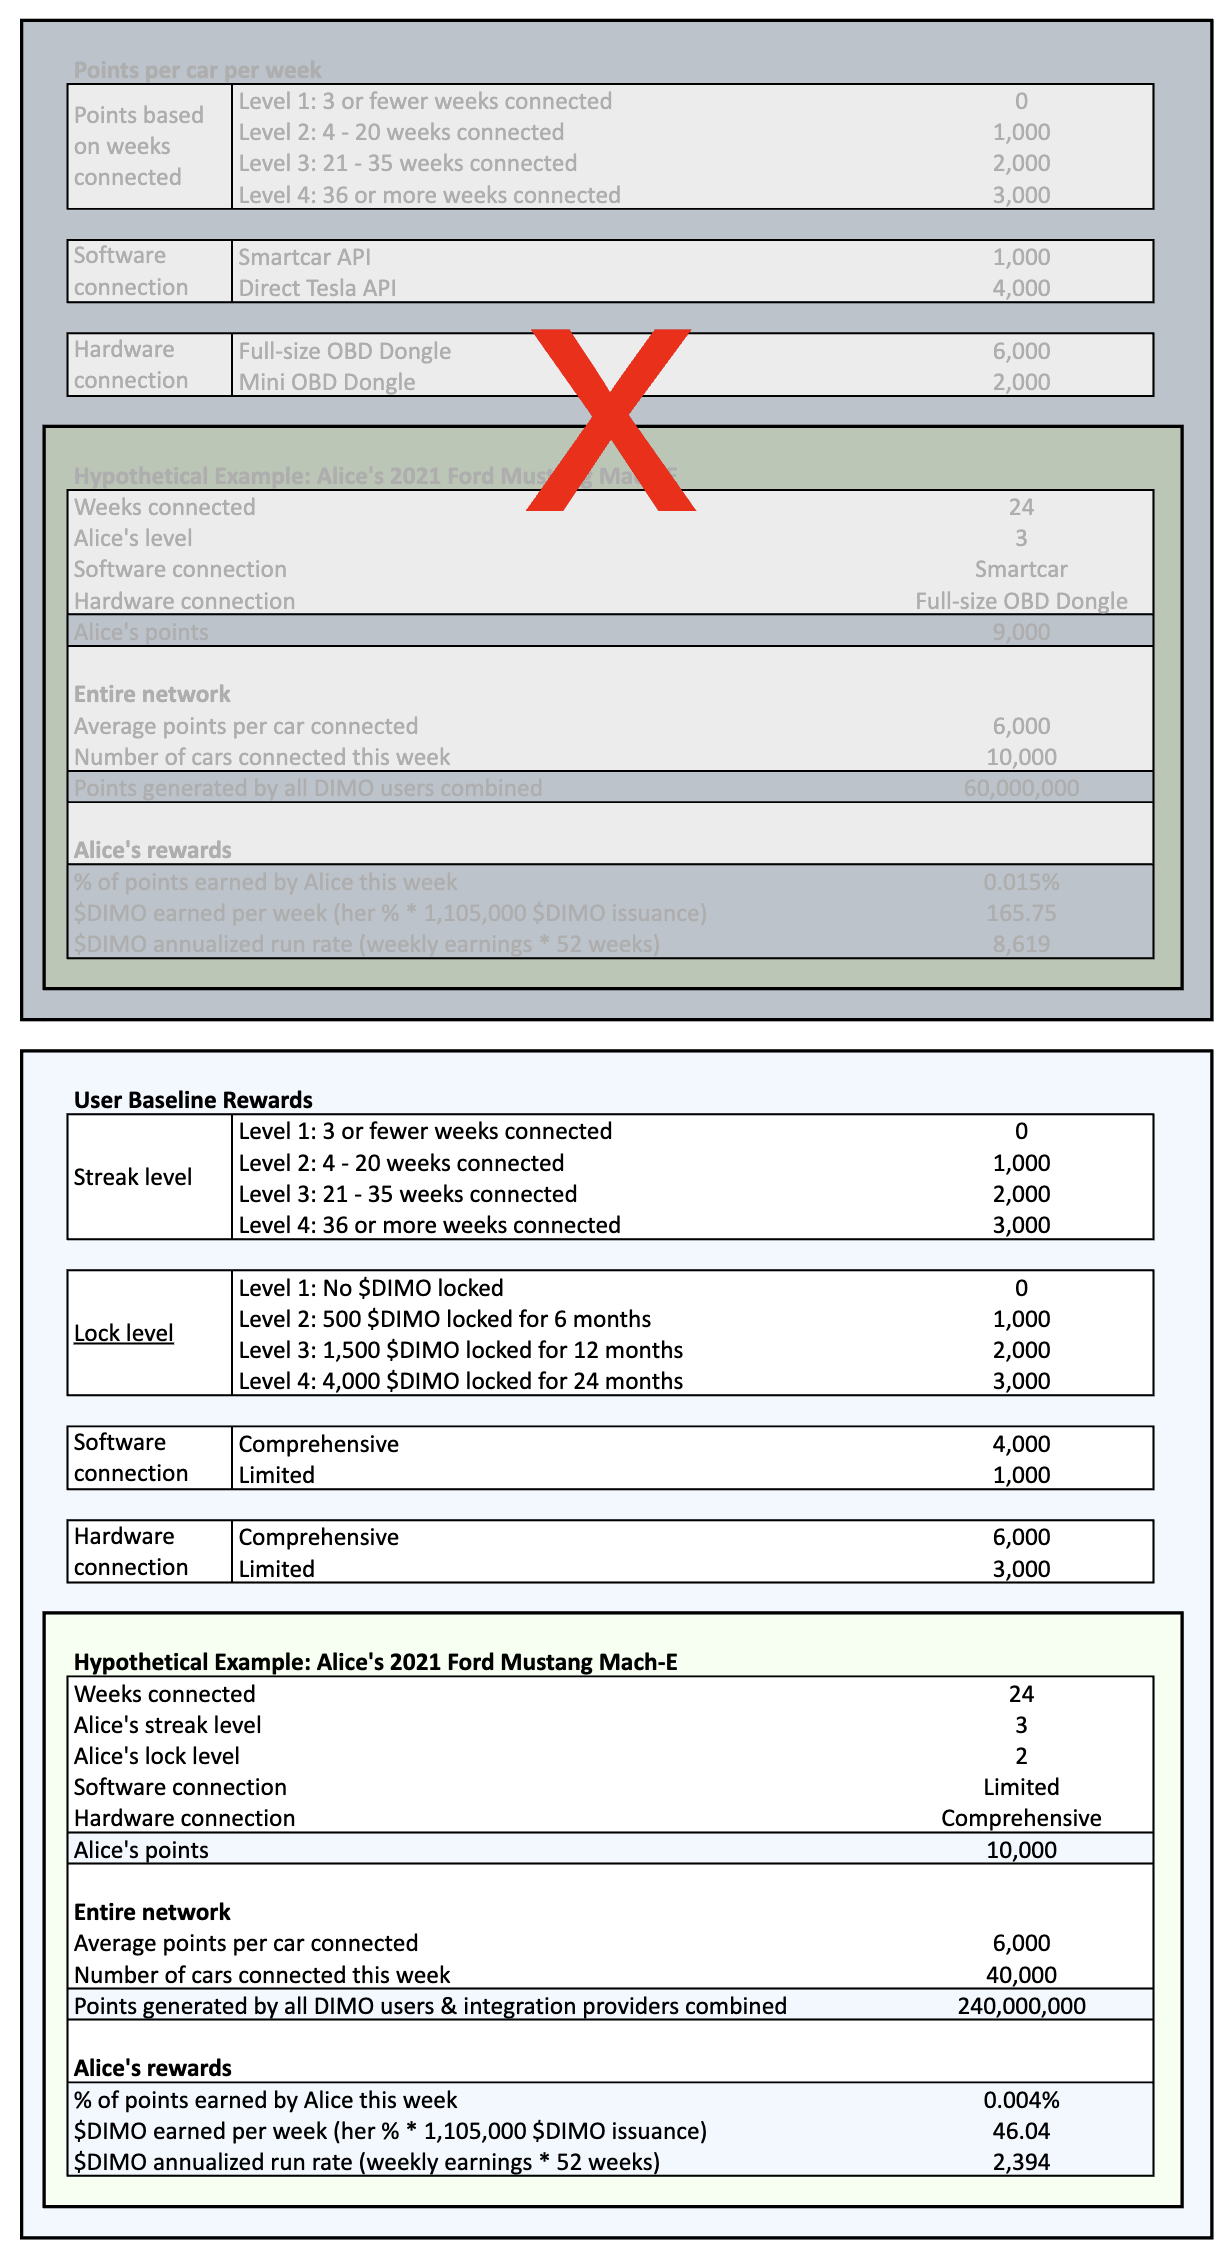 Points per car per week
Points based on weeks connected
Level 1: 3 or fewer weeks connected 0
Level 2: 4 - 20 weeks connected 1,000
Level 3: 21 - 35 weeks connected 2,000
Level 4: 36 or more weeks connected 3,000
Software connection
Smartcar API 1,000
Direct Tesla API 4,000
Hardware connection
Full-size OBD Dongle 6,000
Mini OBD Dongle 2,000
X
Hypothetical Example: Alice's 2021 Ford Mustang Mach-E
Weeks connected 24
Alice's level 3
Software connection Smartcar
Hardware connection Full-size OBD Dongle
Alice's points 9,000
Entire network
Average points per car connected 6,000
Number of cars connected this week 10,000
Points generated by all DIMO users combined 60,000,000
Alice's rewards
% of points earned by Alice this week 0.015%
$DIMO earned per week (her % * 1,105,000 $DIMO issuance) 165.75
$DIMO annualized run rate (weekly earnings * 52 weeks) 8,619
User Baseline Rewards
Streak level
Level 1: 3 or fewer weeks connected 0
Level 2: 4 - 20 weeks connected 1,000
Level 3: 21 - 35 weeks connected 2,000
Level 4: 36 or more weeks connected 3,000
Lock level
Level 1: No $DIMO locked 0
Level 2: 500 $DIMO locked for 6 months 1,000
Level 3: 1,500 $DIMO locked for 12 months 2,000
Level 4: 4,000 $DIMO locked for 24 months 3,000
Software connection
Comprehensive 4,000
Limited 1,000
Hardware connection
Comprehensive 6,000
Limited 3,000
Hypothetical Example: Alice's 2021 Ford Mustang Mach-E
Weeks connected 24
Alice's streak level 3
Alice's lock level 2
Software connection Limited
Hardware connection Comprehensive
Alice's points 10,000
Entire network
Average points per car connected 6,000
Number of cars connected this week 40,000
Points generated by all DIMO users & integration providers combined 240,000,000
Alice's rewards
% of points earned by Alice this week 0.004%
$DIMO earned per week (her % * 1,105,000 $DIMO issuance) 46.04
$DIMO annualized run rate (weekly earnings * 52 weeks) 2,394